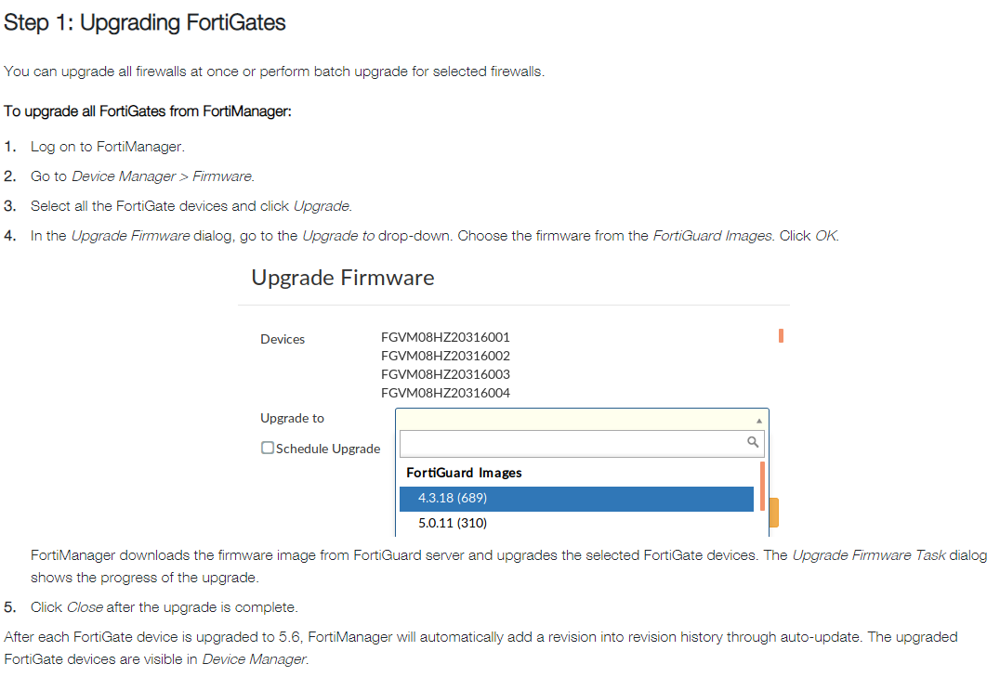 Step 1: Upgrading FortiGates
You can upgrade all firewalls at once or perform batch upgrade for selected firewalls.
To upgrade all FortiGates from FortiManager:
1. Log on to FortiManager.
2. Go to Device Manager > Firmware.
3. Select all the FortiGate devices and click Upgrade.
4. In the Upgrade Firmware dialog, go to the Upgrade to drop-down. Choose the firmware from the FortiGuard Images. Click OK.
Upgrade Firmware
Devices FGVM08HZ20316001
FGVM08HZ20316002
FGVM08HZ20316003
FGVM08HZ20316004
Upgrade to
Schedule Upgrade
FortiGuard Images
4.3.18 (689)
5.0.11 (310)
FortiManager downloads the firmware image from FortiGuard server and upgrades the selected FortiGate devices. The Upgrade Firmware Task dialog
shows the progress of the upgrade.
5. Click Close after the upgrade is complete.
After each FortiGate device is upgraded to 5.6, FortiManager will automatically add a revision into revision history through auto-update. The upgraded
FortiGate devices are visible in Device Manager.